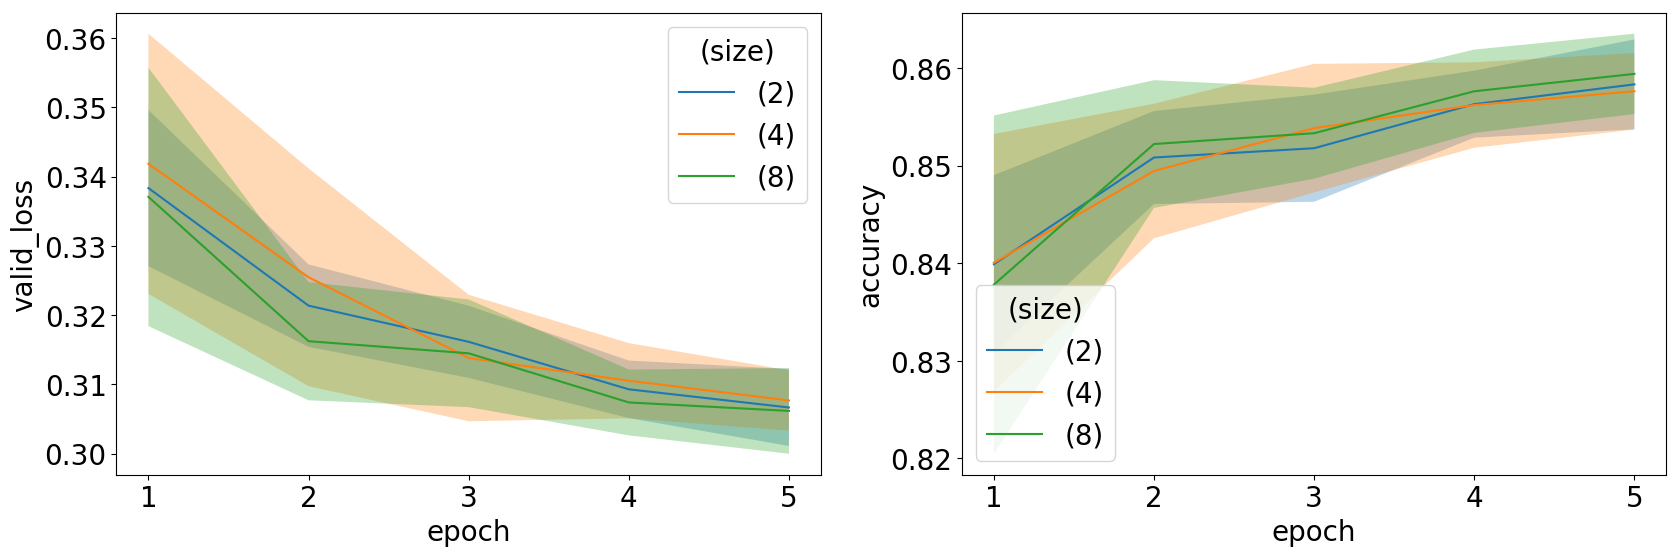 valid_loss
0.36
0.35
0.34
0.33
0.32
0.31
0.30
(size)
(2)
(4)
(8)
1 2 3 4 5
epoch
accuracy
0.86
0.85
0.84
0.83
0.82
(size)
(2)
(4)
(8)
1 2 3 4 5
epoch